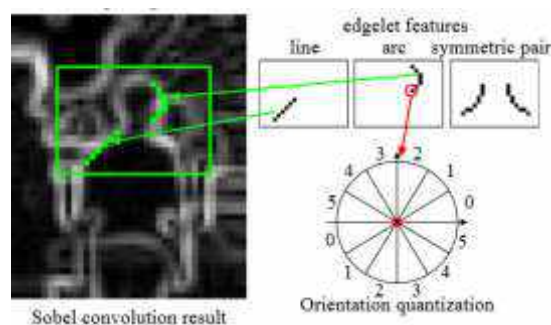 edgelet features
line arc symmetric pair
3 2
4 1
5 0
0 5
1 4
2 3
Orientation quantization
Sobel convolution result